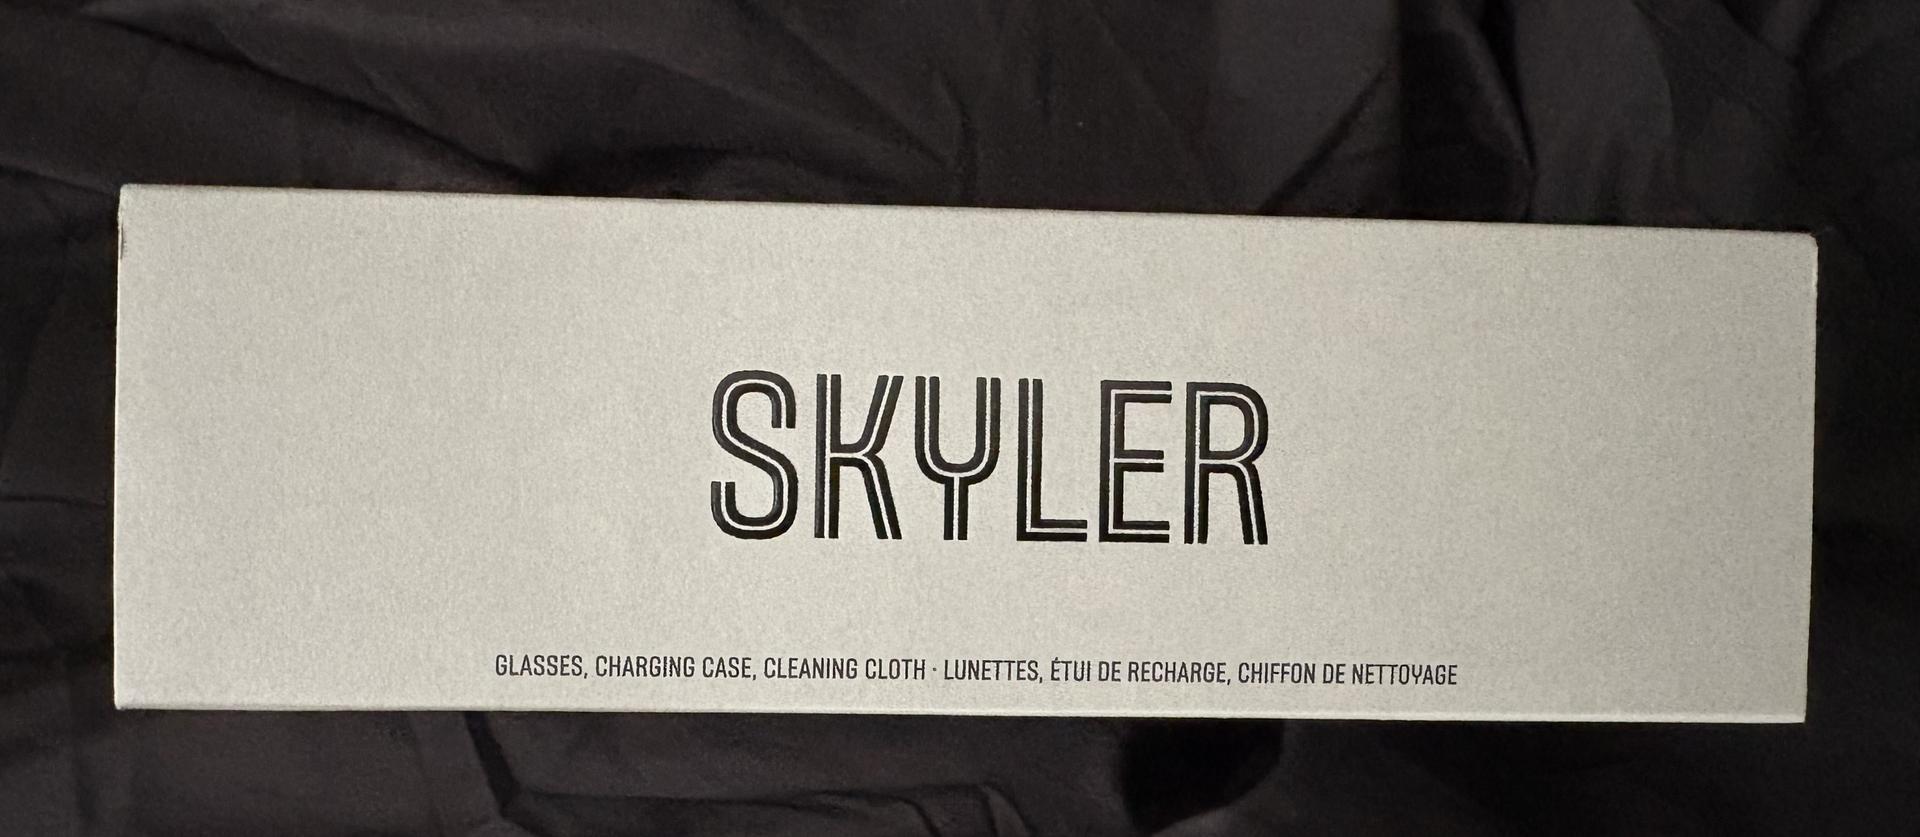 SKYLER
GLASSES, CHARGING CASE, CLEANING CLOTH · LUNETTES, ÉTUI DE RECHARGE, CHIFFON DE NETTOYAGE